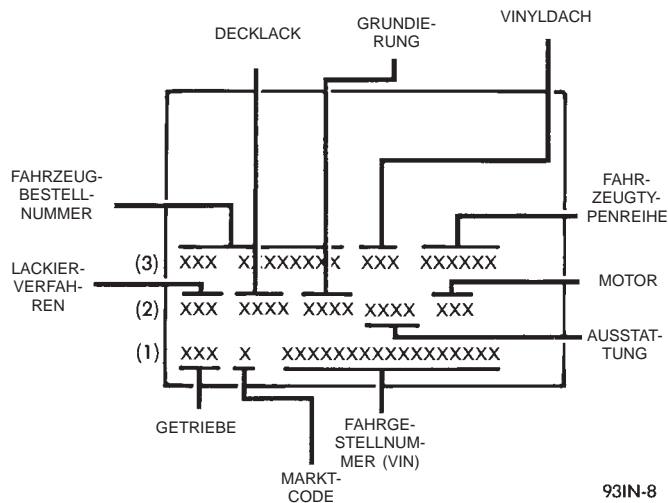 VINYLDACH
GRUNDIE-
RUNG
DECKLACK
FAHRZEUG-
BESTELL-
NUMMER
FAHR-
ZEUGTY-
PENREIHE
(3) XXX XXXXXXXX XXX XXXXXX
LACKIER-
VERFAH-
REN
MOTOR
(2) XXX XXXX XXXX XXXX XXX
AUSSTAT-
TUNG
(1) XXX X XXXXXXXXXXXXXXXXX
GETRIEBE
FAHRGE-
STELLNUM-
MER (VIN)
MARKT-
CODE
93IN-8